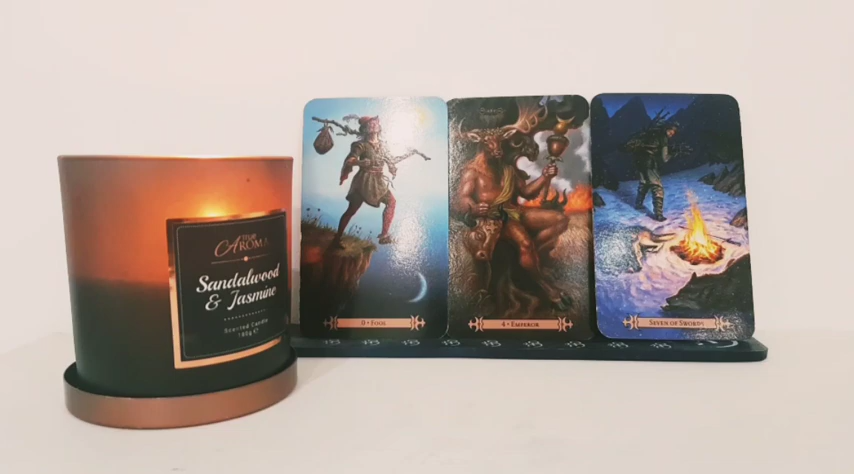 AROMA
Sandalwood
& Jasmine
Scented Candle
0 • FOOL
4 • EMPEROR
SEVEN OF SWORDS